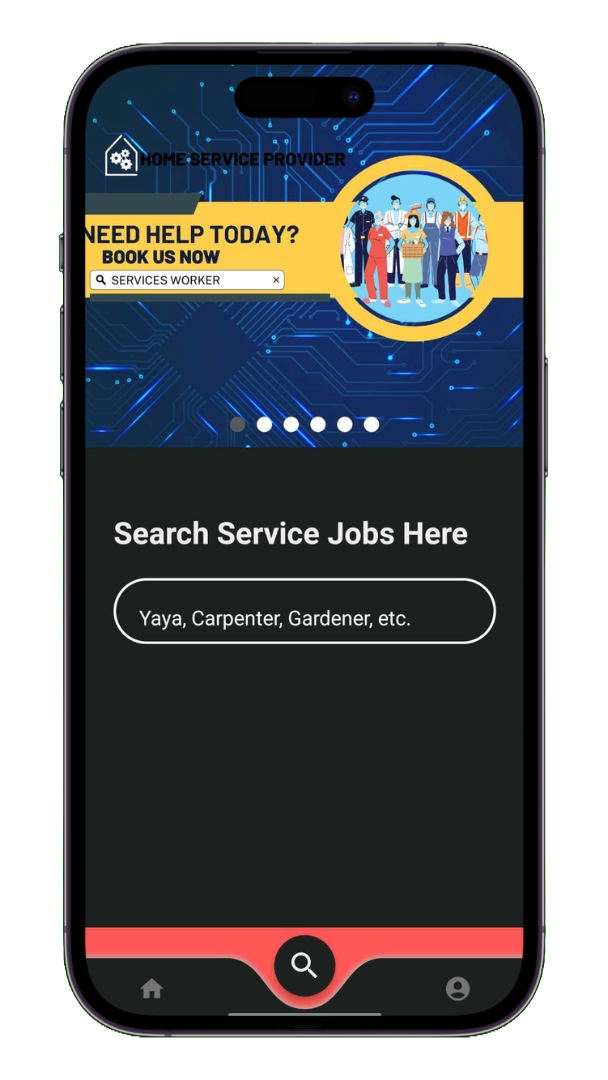 HOME SERVICE PROVIDER
NEED HELP TODAY?
BOOK US NOW
SERVICES WORKER ×
Search Service Jobs Here
Yaya, Carpenter, Gardener, etc.